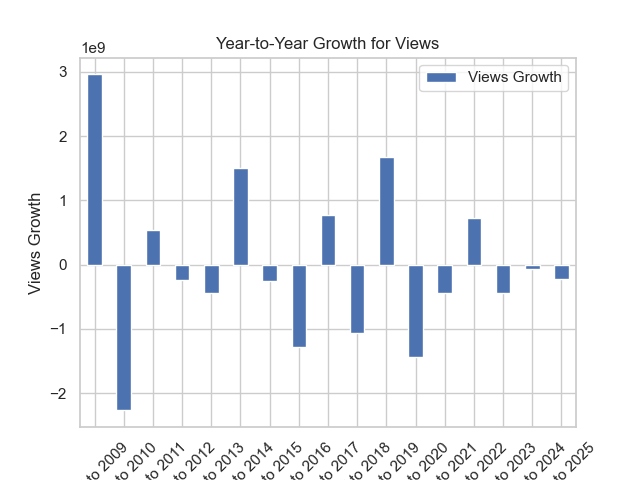 Year-to-Year Growth for Views
1e9
Views Growth
Views Growth
3
2
1
0
−1
−2
to 2009
to 2010
to 2011
to 2012
to 2013
to 2014
to 2015
to 2016
to 2017
to 2018
to 2019
to 2020
to 2021
to 2022
to 2023
to 2024
to 2025